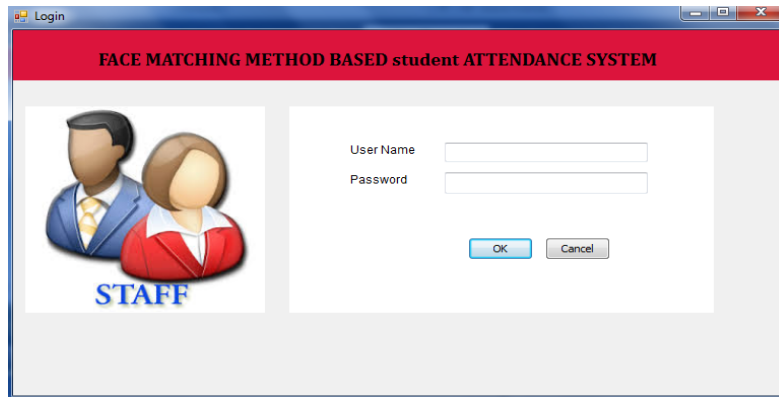 Login
FACE MATCHING METHOD BASED student ATTENDANCE SYSTEM
User Name
Password
STAFF
OK
Cancel